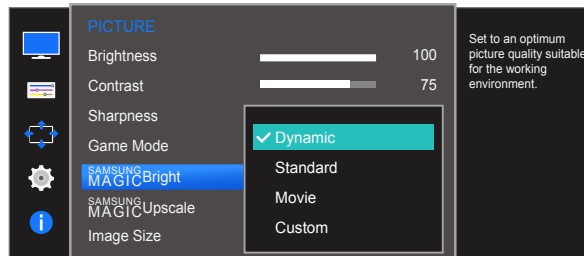 PICTURE
Brightness 100
Contrast 75
Sharpness
Game Mode
SAMSUNG
MAGICBright
SAMSUNG
MAGICUpscale
Image Size
Dynamic
Standard
Movie
Custom
Set to an optimum
picture quality suitable
for the working
environment.